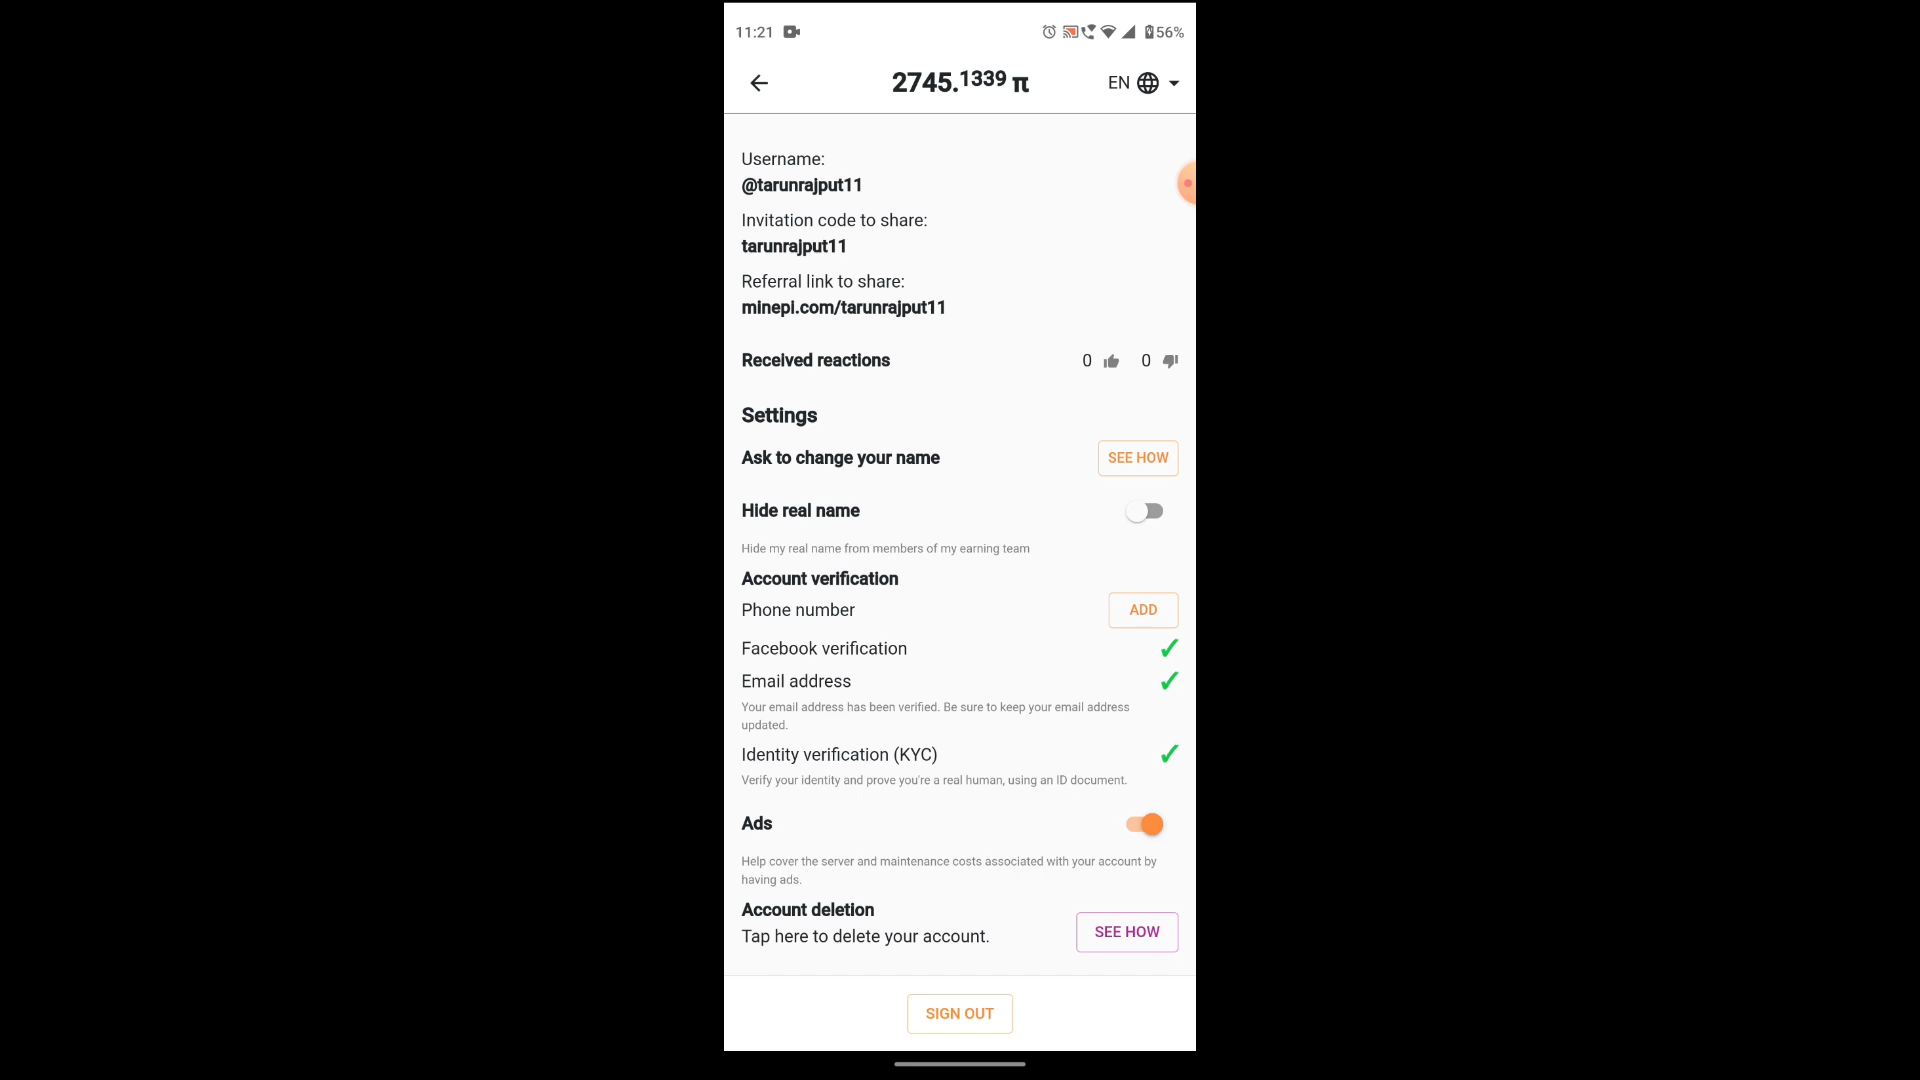 11:21 56%
2745.1339 π EN
Username:
@tarunrajput11
Invitation code to share:
tarunrajput11
Referral link to share:
minepi.com/tarunrajput11
Received reactions 0 0
Settings
Ask to change your name SEE HOW
Hide real name
Hide my real name from members of my earning team
Account verification
Phone number ADD
Facebook verification
Email address
Your email address has been verified. Be sure to keep your email address
updated.
Identity verification (KYC)
Verify your identity and prove you're a real human, using an ID document.
Ads
Help cover the server and maintenance costs associated with your account by
having ads.
Account deletion
Tap here to delete your account. SEE HOW
SIGN OUT